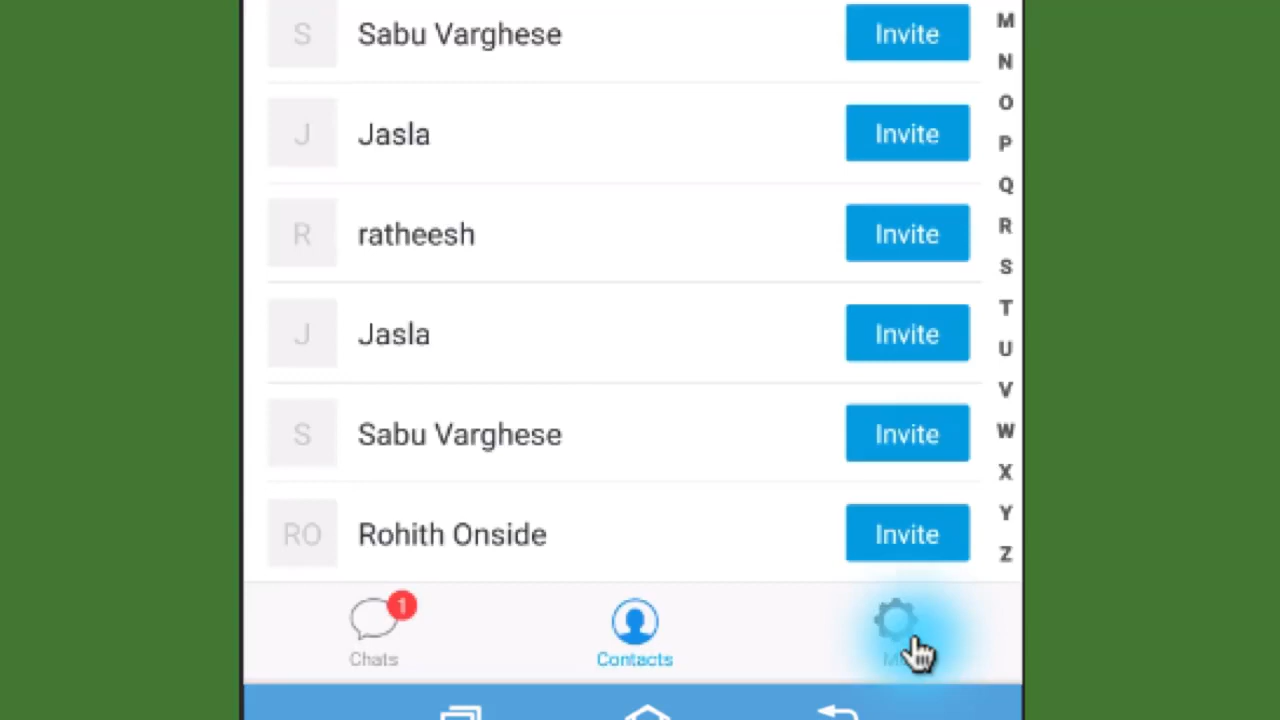 S Sabu Varghese Invite
J Jasla Invite
R ratheesh Invite
J Jasla Invite
S Sabu Varghese Invite
RO Rohith Onside Invite
M
N
O
P
Q
R
S
T
U
V
W
X
Y
Z
1
Chats Contacts